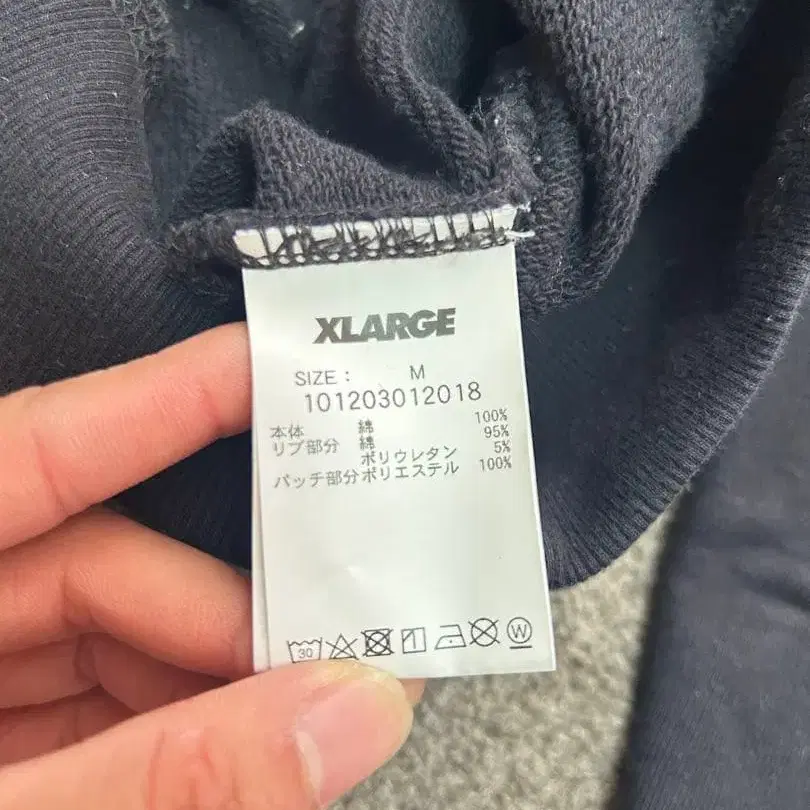 XLARGE
SIZE : M
101203012018
本体 綿 100%
リブ部分 綿 95%
ポリウレタン 5%
パッチ部分 ポリエステル 100%
30
W